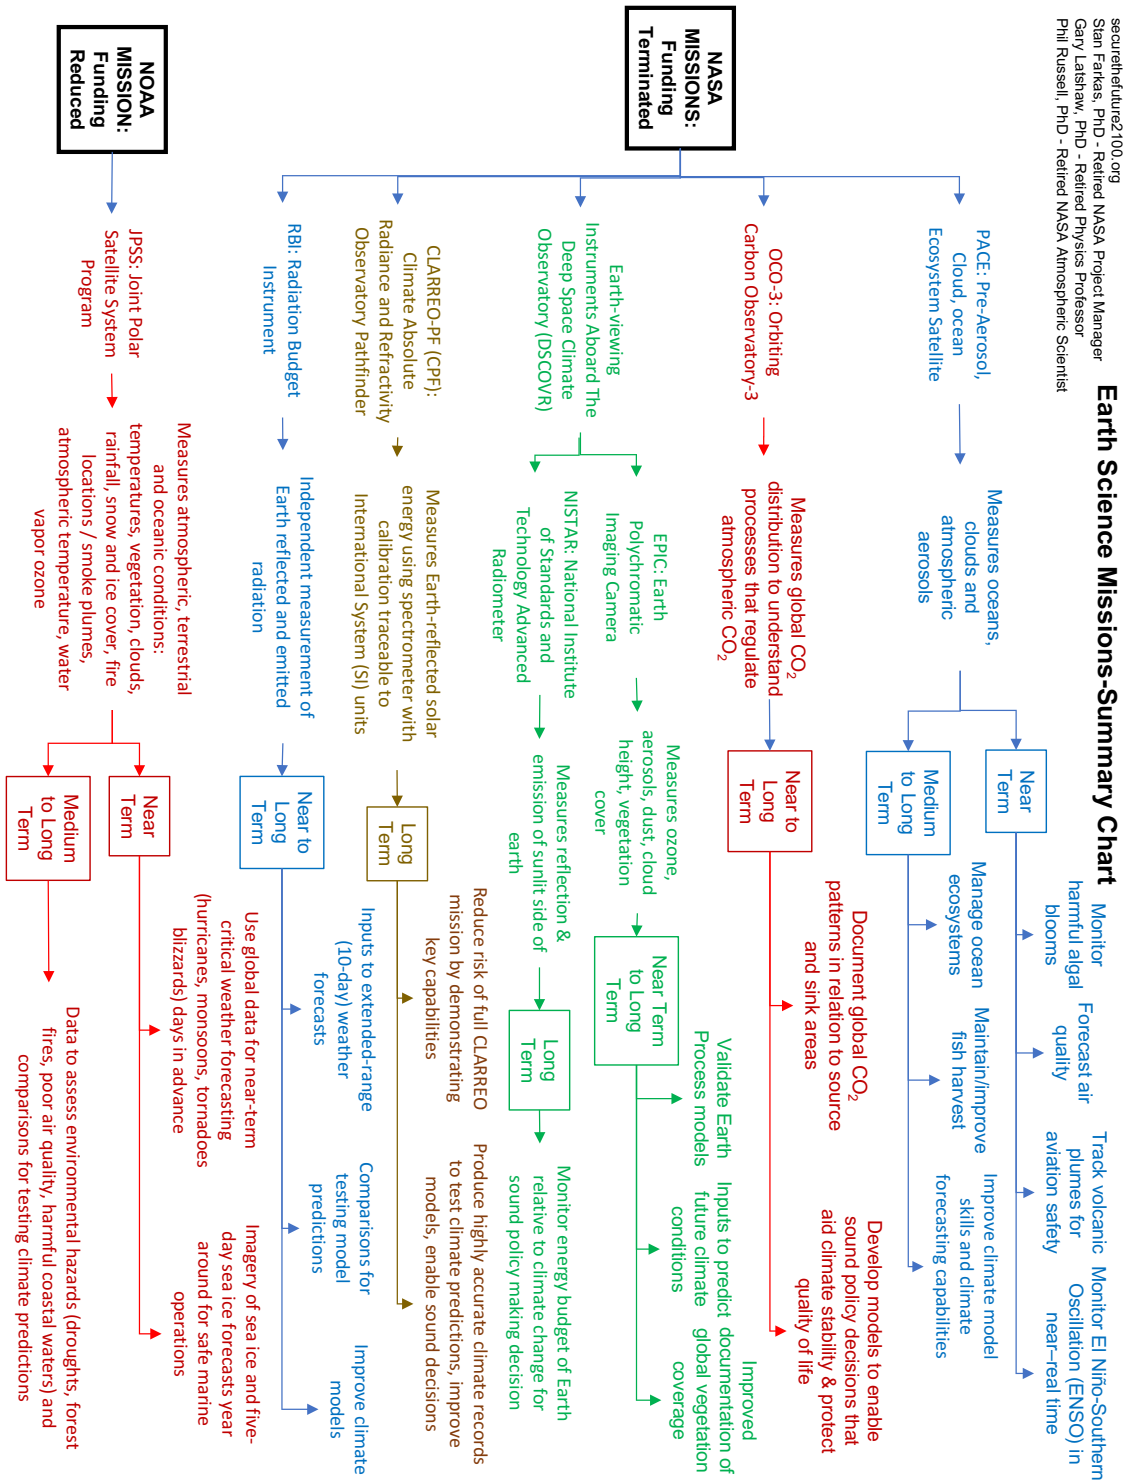 securethefuture2100.org
Stan Farkas, PhD - Retired NASA Project Manager
Gary Latshaw, PhD - Retired Physics Professor
Phil Russell, PhD - Retired NASA Atmospheric Scientist
Earth Science Missions-Summary Chart
NASA
MISSIONS:
Funding
Terminated
PACE: Pre-Aerosol,
Cloud, ocean
Ecosystem Satellite
Measures oceans,
clouds and
atmospheric
aerosols
Near
Term
Monitor
harmful algal
blooms
Forecast air
quality
Track volcanic
plumes for
aviation safety
Monitor El Niño-Southern
Oscillation (ENSO) in
near–real time
Medium
to Long
Term
Manage ocean
ecosystems
Maintain/improve
fish harvest
Improve climate model
skills and climate
forecasting capabilities
OCO-3: Orbiting
Carbon Observatory-3
Measures global CO₂
distribution to understand
processes that regulate
atmospheric CO₂
Near to
Long
Term
Document global CO₂
patterns in relation to source
and sink areas
Develop models to enable
sound policy decisions that
aid climate stability & protect
quality of life
Earth-viewing
Instruments Aboard The
Deep Space Climate
Observatory (DSCOVR)
EPIC: Earth
Polychromatic
Imaging Camera
Measures ozone,
aerosols, dust, cloud
height, vegetation
cover
Near Term
to Long
Term
Validate Earth
Process models
Inputs to predict
future climate
conditions
Improved
documentation of
global vegetation
coverage
NISTAR: National Institute
of Standards and
Technology Advanced
Radiometer
Measures reflection &
emission of sunlit side of
earth
Long
Term
Monitor energy budget of Earth
relative to climate change for
sound policy making decision
CLARREO-PF (CPF):
Climate Absolute
Radiance and Refractivity
Observatory Pathfinder
Measures Earth-reflected solar
energy using spectrometer with
calibration traceable to
International System (SI) units
Long
Term
Reduce risk of full CLARREO
mission by demonstrating
key capabilities
Produce highly accurate climate records
to test climate predictions, improve
models, enable sound decisions
RBI: Radiation Budget
Instrument
Independent measurement of
Earth reflected and emitted
radiation
Near to
Long
Term
Inputs to extended-range
(10-day) weather
forecasts
Comparisons for
testing model
predictions
Improve climate
models
NOAA
MISSION:
Funding
Reduced
JPSS: Joint Polar
Satellite System
Program
Measures atmospheric, terrestrial
and oceanic conditions:
temperatures, vegetation, clouds,
rainfall, snow and ice cover, fire
locations / smoke plumes,
atmospheric temperature, water
vapor ozone
Near
Term
Use global data for near-term
critical weather forecasting
(hurricanes, monsoons, tornadoes
blizzards) days in advance
Imagery of sea ice and five-
day sea ice forecasts year
around for safe marine
operations
Medium
to Long
Term
Data to assess environmental hazards (droughts, forest
fires, poor air quality, harmful coastal waters) and
comparisons for testing climate predictions